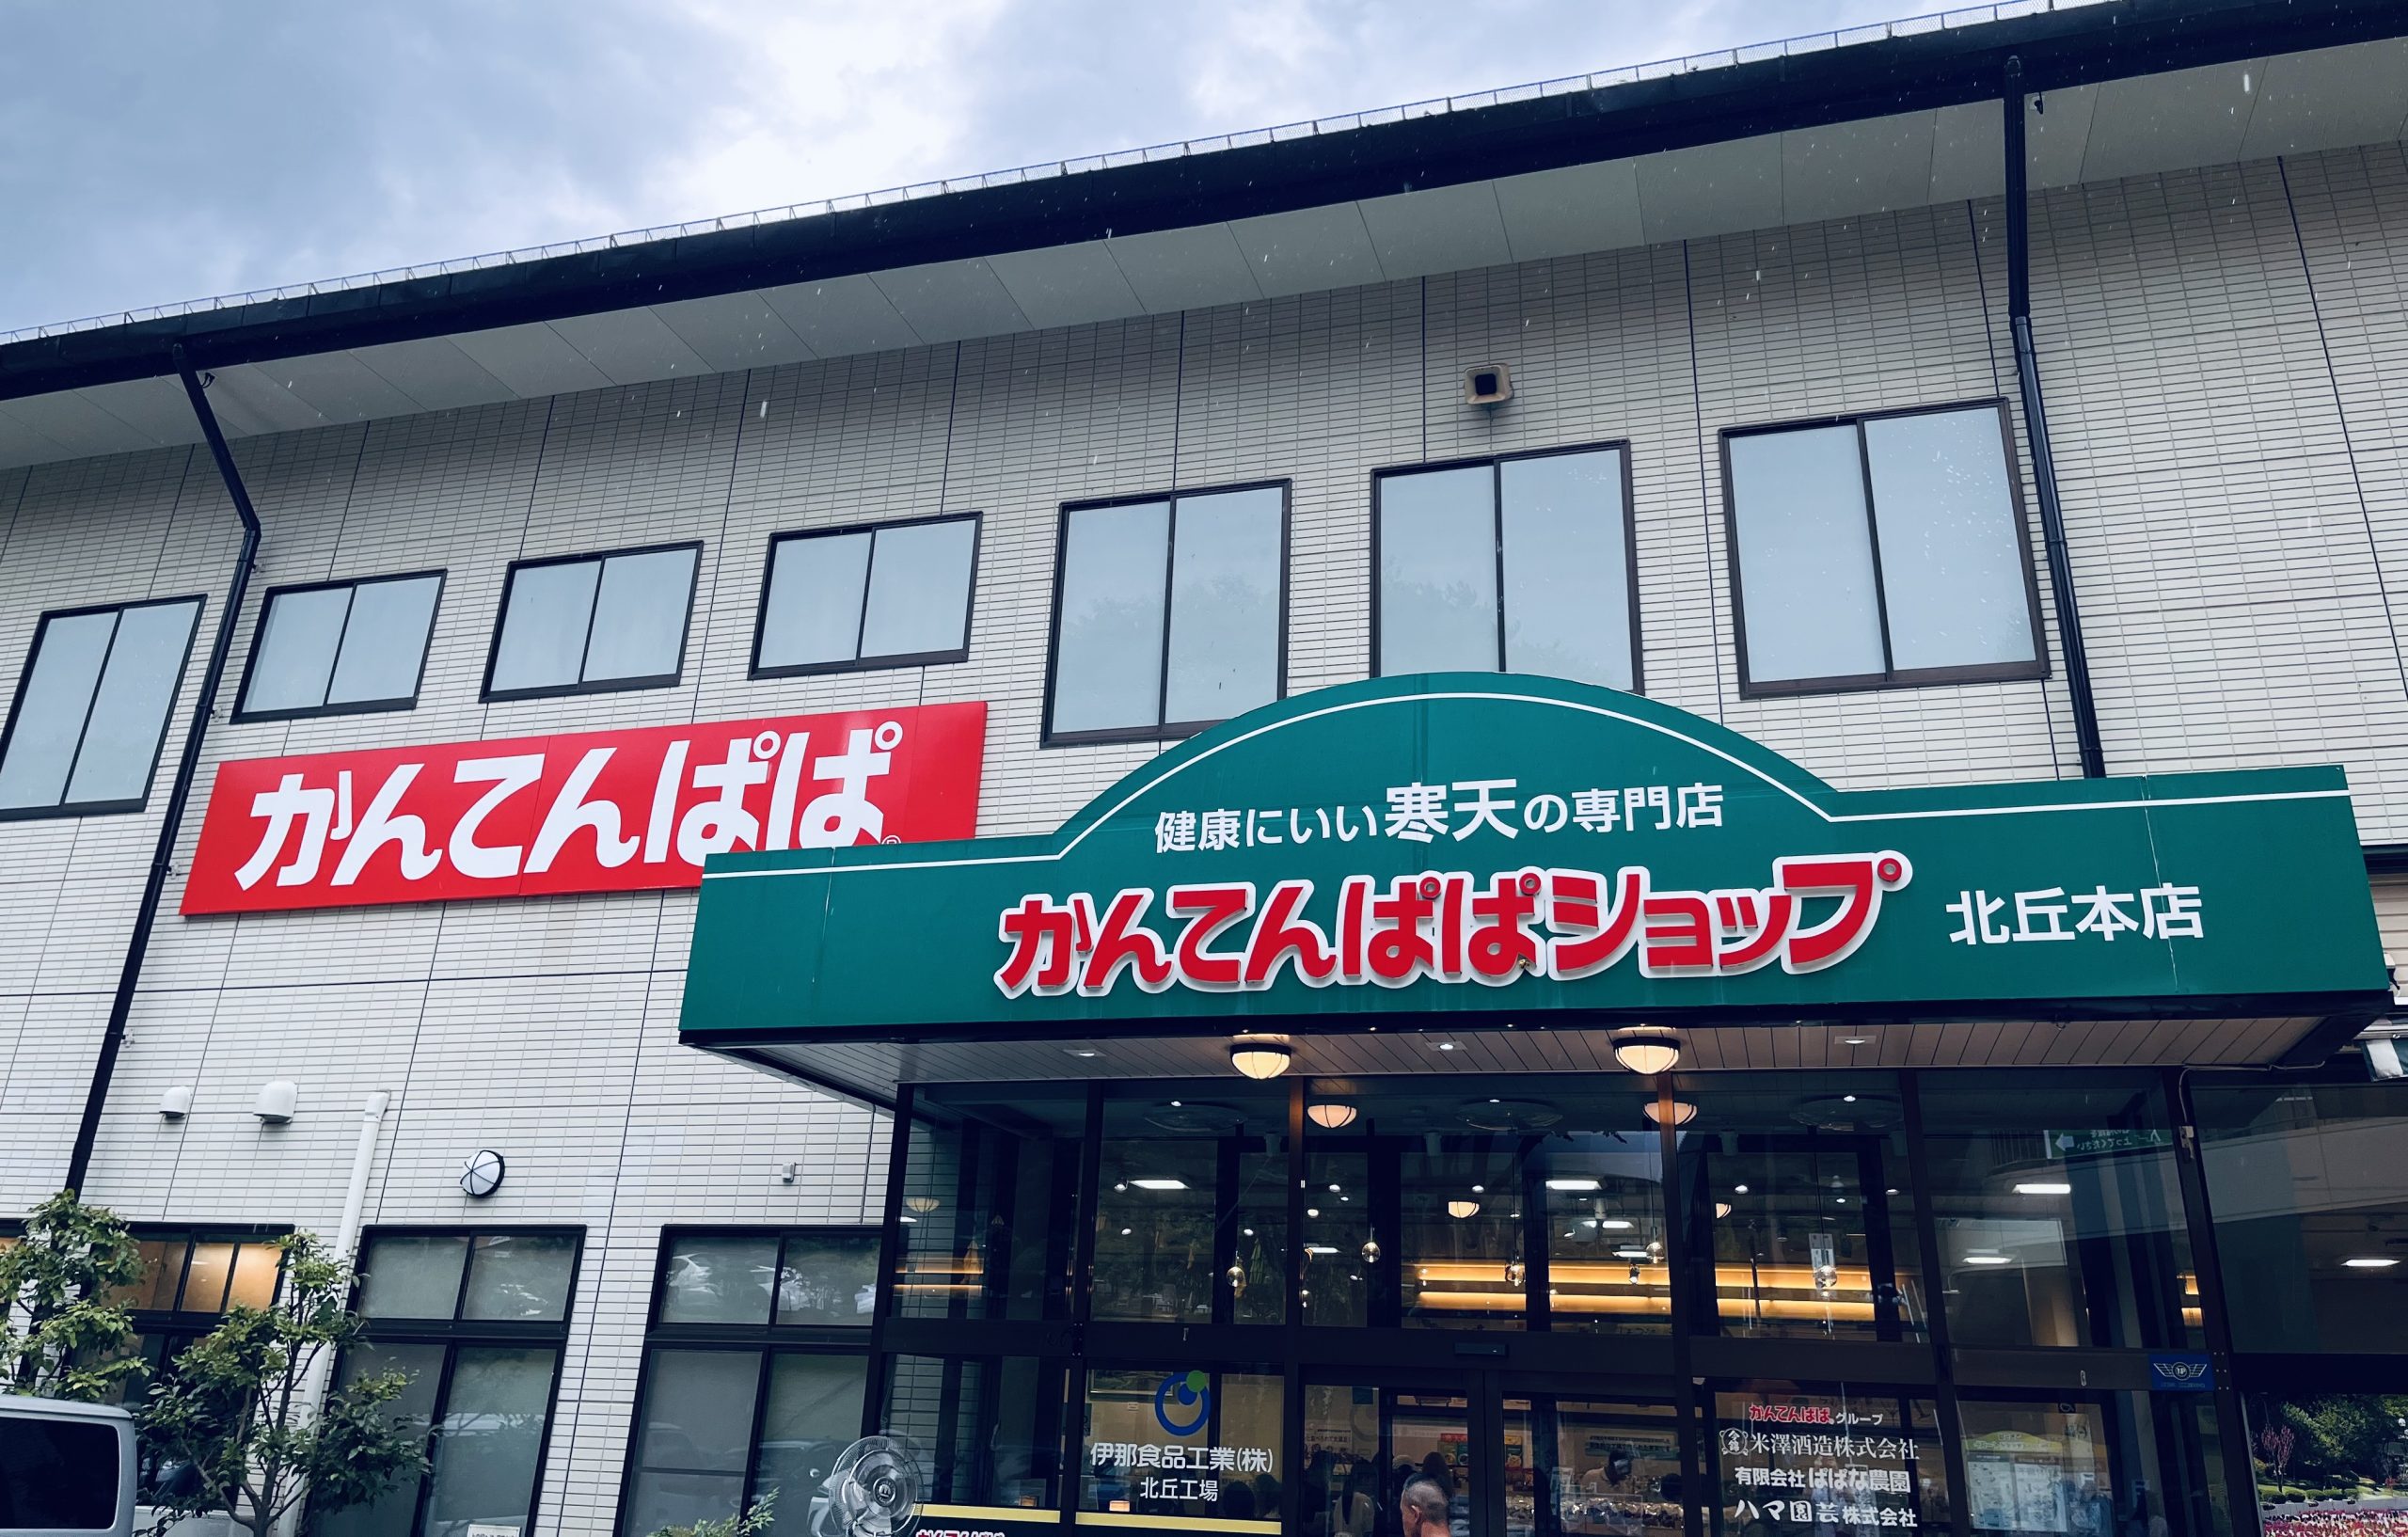 かんてんぱぱ
健康にいい寒天の専門店
かんてんぱぱショップ 北丘本店
伊那食品工業(株)
北丘工場
かんてんぱぱグループ
米澤酒造株式会社
有限会社ぱぱな農園
ハマ園芸株式会社